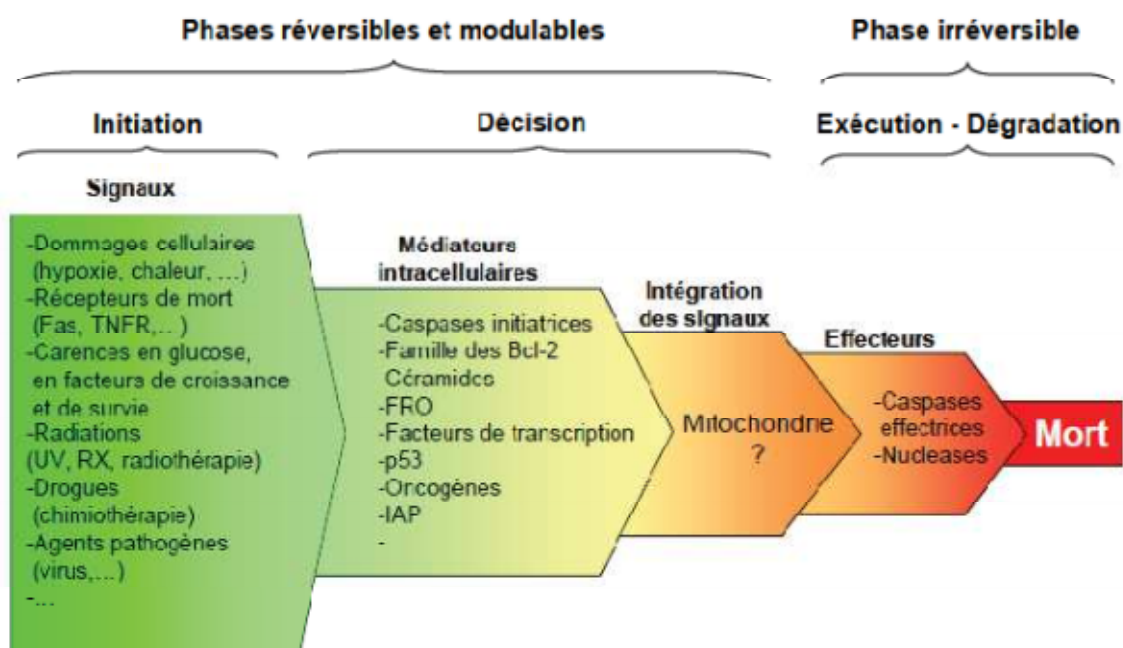 Phases réversibles et modulables
Phase irréversible
Initiation
Décision
Exécution - Dégradation
Signaux
-Dommages cellulaires
(hypoxie, chaleur, ...)
-Récepteurs de mort
(Fas, TNFR,.. )
-Carences en glucose,
en facteurs de croissance
et de survie
-Radiations
(UV, RX, radiothérapie)
-Drogues
(chimiothérapie)
-Agents pathogènes
(virus,...)
-...
Médiateurs
intracellulaires
-Caspases initiatrices
-Famille des Bcl-2
Céramides
-FRO
-Facteurs de transcription
-p53
-Oncogènes
-IAP
-
Intégration
des signaux
Mitochondrie
?
Effecteurs
-Caspases
effectrices
-Nucleases
Mort